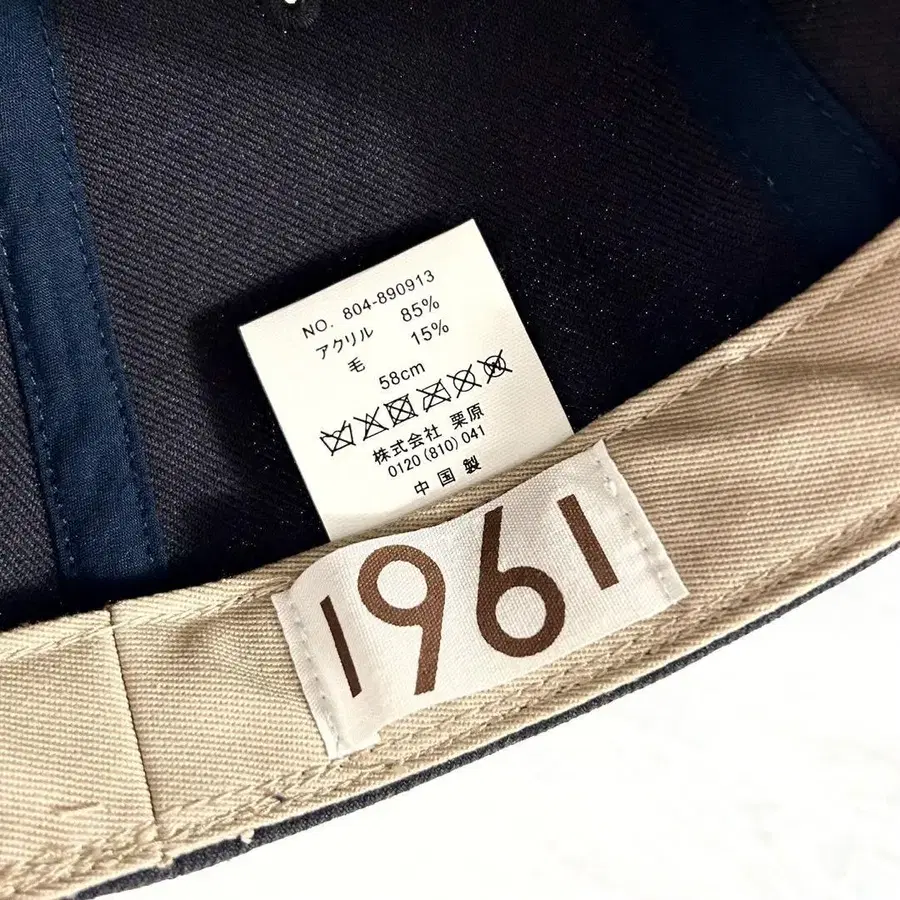 NO. 804-890913
アクリル 85%
毛 15%
58cm
株式会社 栗原
0120(810)041
中国製
1961